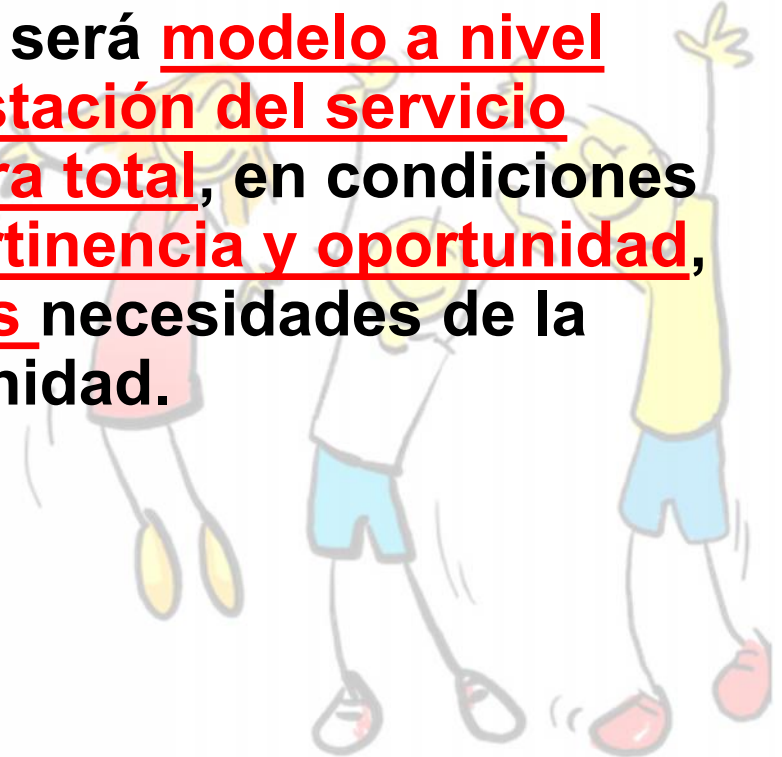 será modelo a nivel
stación del servicio
ra total, en condiciones
rtinencia y oportunidad,
s necesidades de la
nidad.